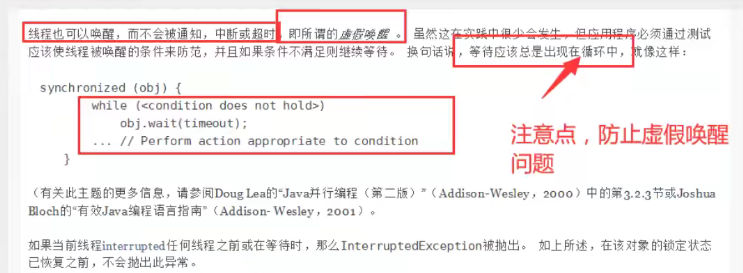 线程也可以唤醒,而不会被通知,中断或超时,即所谓的虚假唤醒 。 虽然这在实践中很少会发生,但应用程序必须通过测试
应该使线程被唤醒的条件来防范,并且如果条件不满足则继续等待。 换句话说,等待应该总是出现在循环中,就像这样:
synchronized (obj) {
while (<condition does not hold>)
obj.wait(timeout);
... // Perform action appropriate to condition
}
注意点,防止虚假唤醒
问题
(有关此主题的更多信息,请参阅Doug Lea的“Java并行编程(第二版)”(Addison-Wesley,2000)中的第3.2.3节或Joshua
Bloch的“有效Java编程语言指南”(Addison- Wesley,2001)。
如果当前线程interrupted任何线程之前或在等待时,那么InterruptedException被抛出。 如上所述,在该对象的锁定状态
已恢复之前,不会抛出此异常。